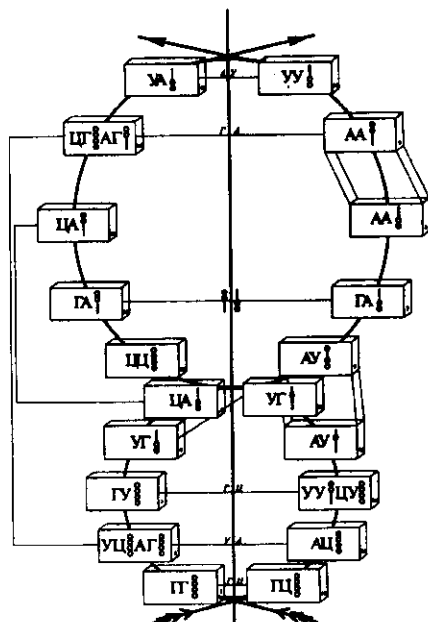 УА УУ
ЦГ АГ АА
ЦА АА
ГА ГА
ЦЦ АУ
ЦА УГ
УГ АУ
ГУ УУ ЦУ
УЦ АГ АЦ
ГГ ГЦ